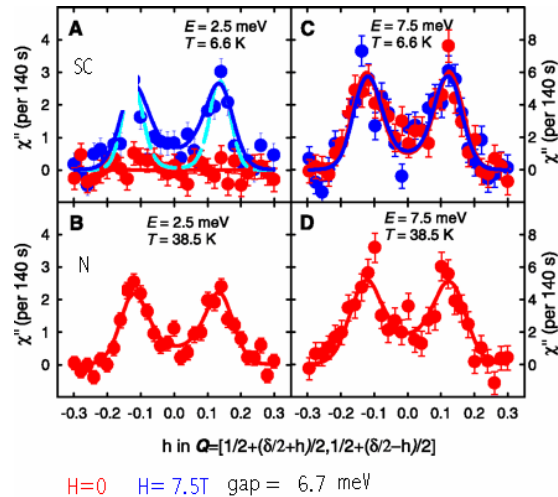 A
E = 2.5 meV
T = 6.6 K
SC
χ'' (per 140 s)
4
3
2
1
0
C
E = 7.5 meV
T = 6.6 K
8
6
4
2
0
χ'' (per 140 s)
B
E = 2.5 meV
T = 38.5 K
N
χ'' (per 140 s)
4
3
2
1
0
D
E = 7.5 meV
T = 38.5 K
8
6
4
2
0
χ'' (per 140 s)
-0.3 -0.2 -0.1 0.0 0.1 0.2 0.3
-0.3 -0.2 -0.1 0.0 0.1 0.2 0.3
h in Q=[1/2+(δ/2+h)/2,1/2+(δ/2−h)/2]
H=0 H= 7.5T gap = 6.7 meV